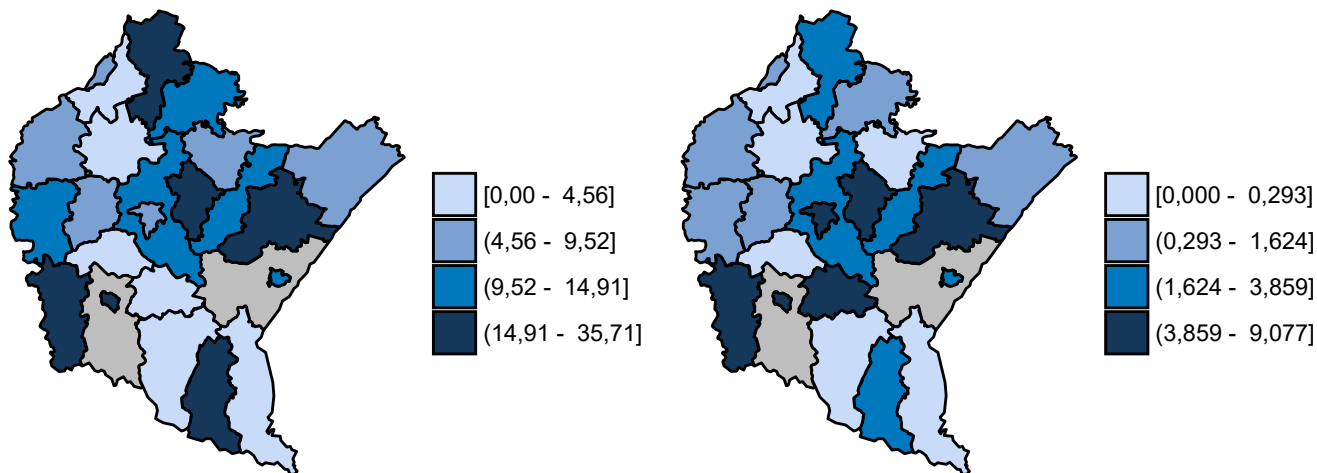 [0,00 - 4,56]
(4,56 - 9,52]
(9,52 - 14,91]
(14,91 - 35,71]
[0,000 - 0,293]
(0,293 - 1,624]
(1,624 - 3,859]
(3,859 - 9,077]